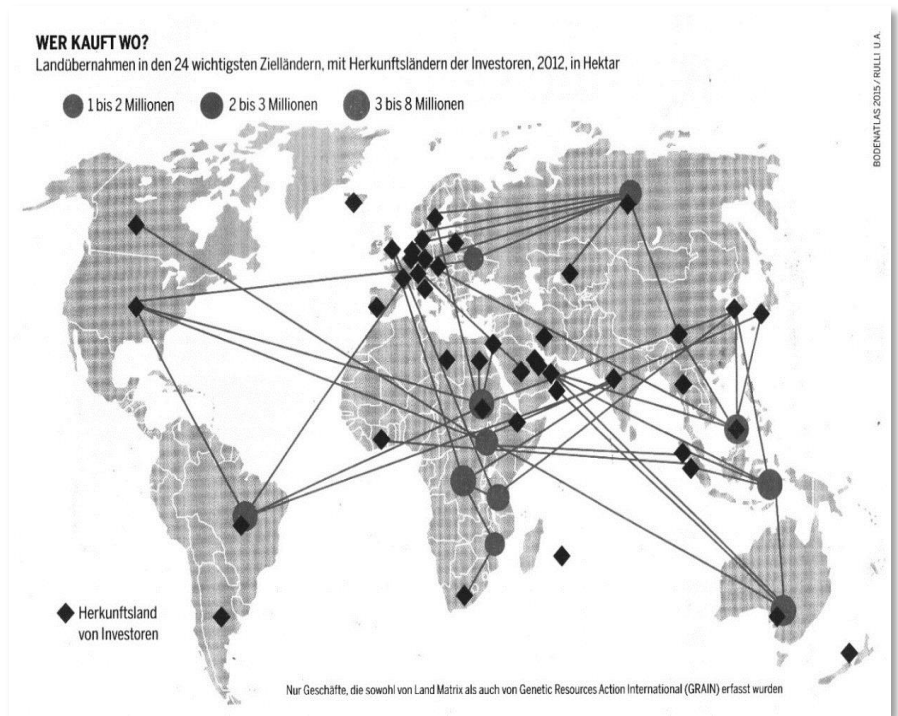 WER KAUFT WO?
Landübernahmen in den 24 wichtigsten Zielländern, mit Herkunftsländern der Investoren, 2012, in Hektar
1 bis 2 Millionen
2 bis 3 Millionen
3 bis 8 Millionen
BODENATLAS 2015 / RULLI U.A.
Herkunftsland
von Investoren
Nur Geschäfte, die sowohl von Land Matrix als auch von Genetic Resources Action International (GRAIN) erfasst wurden